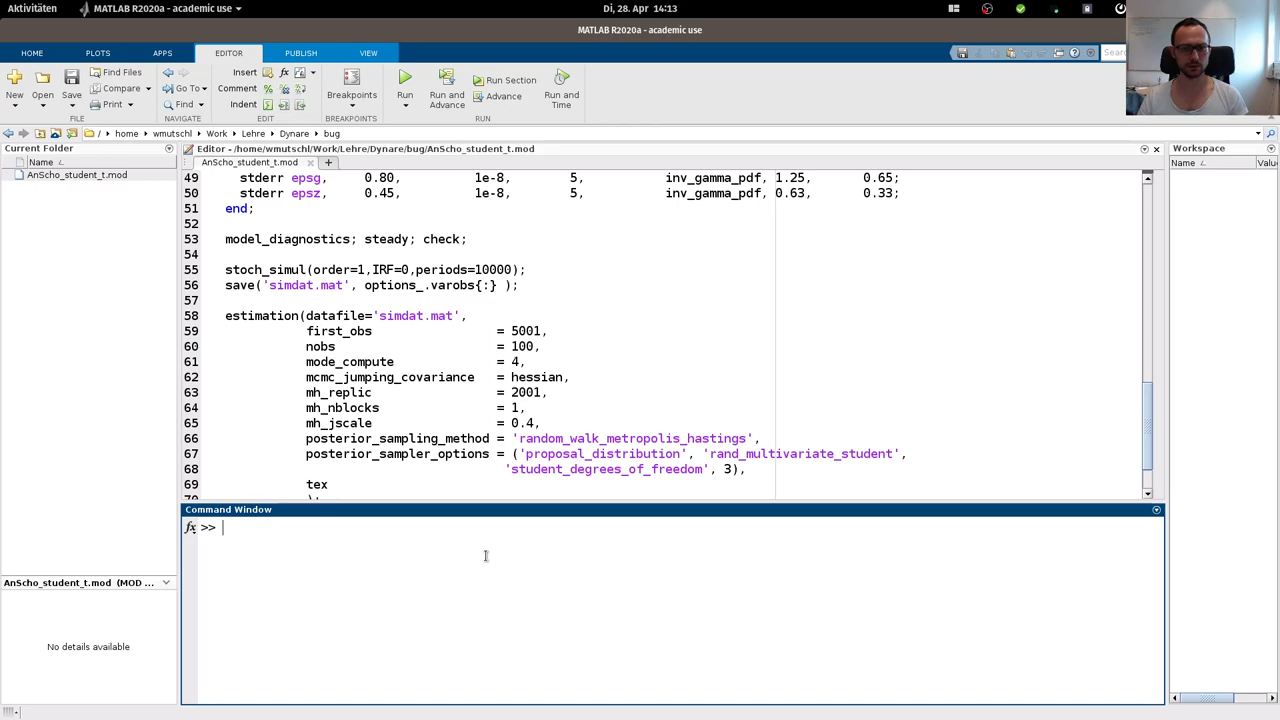 Aktivitäten
MATLAB R2020a - academic use
Di, 28. Apr 14:13
MATLAB R2020a - academic use
HOME
PLOTS
APPS
EDITOR
PUBLISH
VIEW
New
Open
Save
Find Files
Compare
Print
Go To
Find
Insert
Comment
Indent
Breakpoints
Run
Run and Advance
Run Section
Advance
Run and Time
FILE
NAVIGATE
EDIT
BREAKPOINTS
RUN
/ home wmutschl Work Lehre Dynare bug
Current Folder
Name
AnScho_student_t.mod
Editor - /home/wmutschl/Work/Lehre/Dynare/bug/AnScho_student_t.mod
AnScho_student_t.mod
49 stderr epsg, 0.80, 1e-8, 5, inv_gamma_pdf, 1.25, 0.65;
50 stderr epsz, 0.45, 1e-8, 5, inv_gamma_pdf, 0.63, 0.33;
51 end;
52
53 model_diagnostics; steady; check;
54
55 stoch_simul(order=1,IRF=0,periods=10000);
56 save('simdat.mat', options_.varobs{:} );
57
58 estimation(datafile='simdat.mat',
59 first_obs = 5001,
60 nobs = 100,
61 mode_compute = 4,
62 mcmc_jumping_covariance = hessian,
63 mh_replic = 2001,
64 mh_nblocks = 1,
65 mh_jscale = 0.4,
66 posterior_sampling_method = 'random_walk_metropolis_hastings',
67 posterior_sampler_options = ('proposal_distribution', 'rand_multivariate_student',
68 'student_degrees_of_freedom', 3),
69 tex
Command Window
fx >>
Workspace
Name
AnScho_student_t.mod (MOD ...
No details available